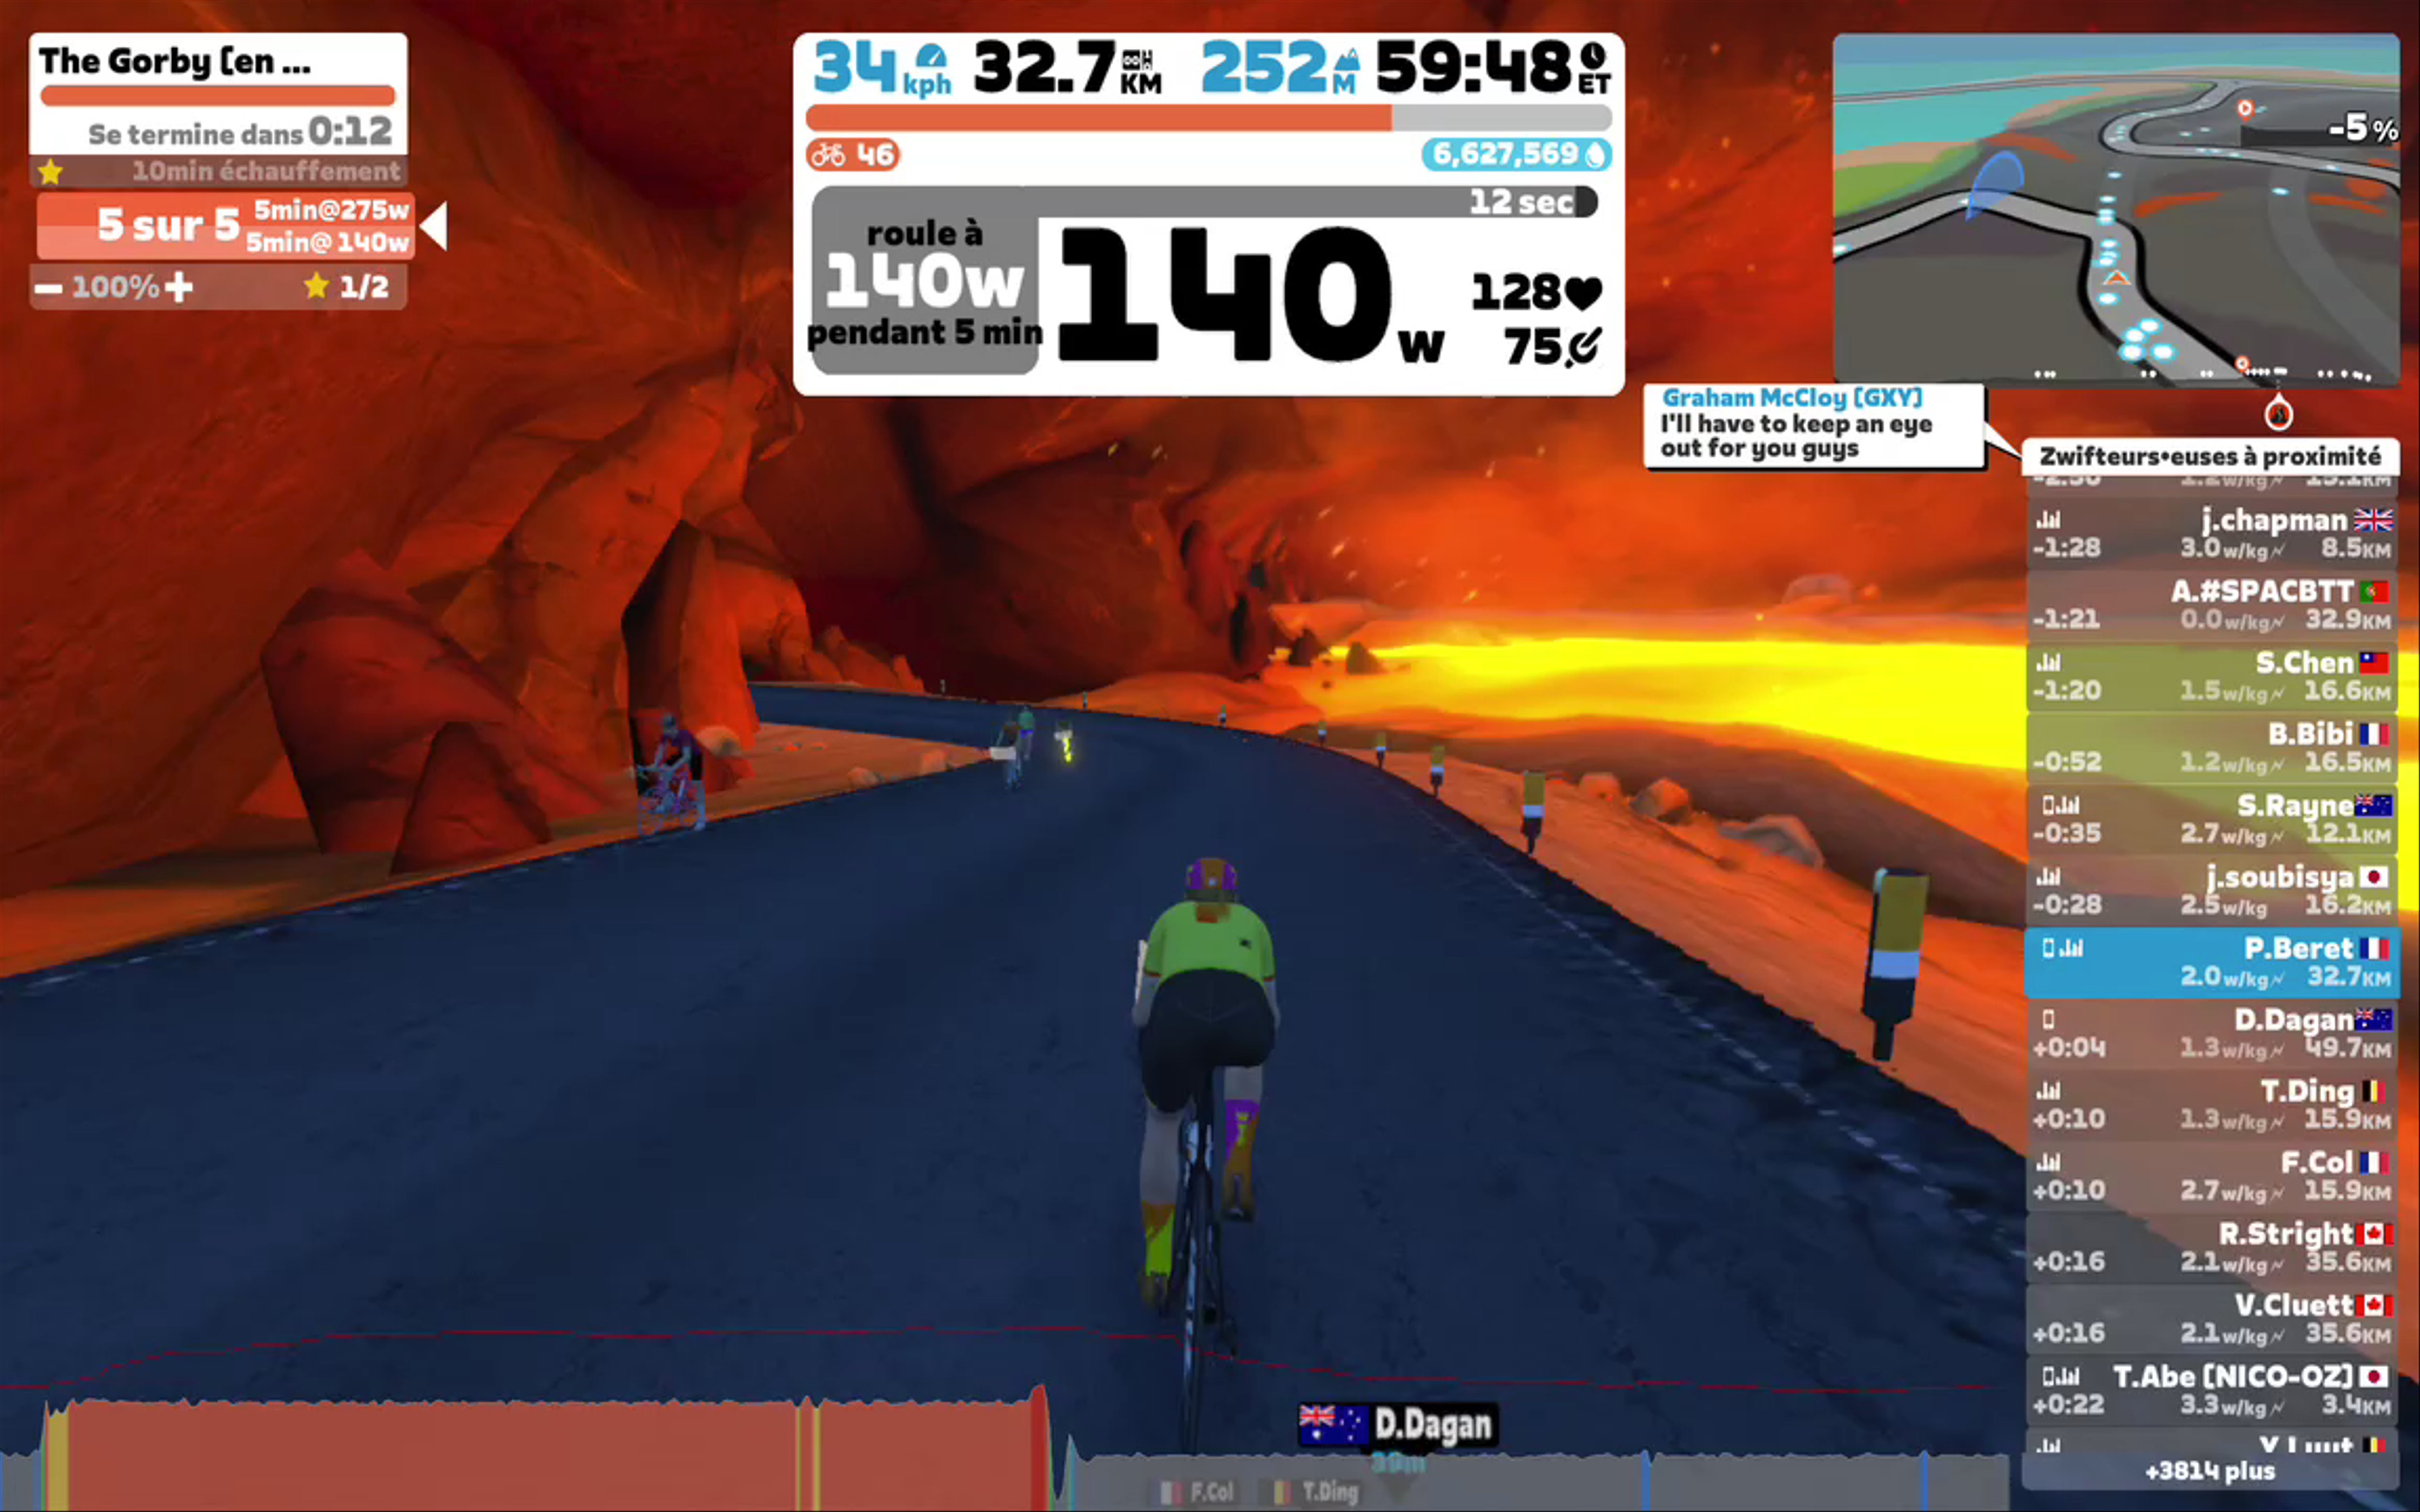 The Gorby [en ...
Se termine dans 0:12
10min échauffement
5 sur 5
5min@275w
5min@ 140w
100%
1/2
34 kph 32.7 KM 252 M 59:48 ET
46
6,627,569
12 sec
roule à
140w
pendant 5 min
140 w
128
75
-5%
Graham McCloy [GXY]
I'll have to keep an eye
out for you guys
Zwifteurs•euses à proximité
j.chapman
-1:28 3.0 w/kg 8.5KM
A.#SPACBTT
-1:21 0.0 w/kg 32.9KM
S.Chen
-1:20 1.5 w/kg 16.6KM
B.Bibi
-0:52 1.2 w/kg 16.5KM
S.Rayne
-0:35 2.7 w/kg 12.1KM
j.soubisya
-0:28 2.5 w/kg 16.2KM
P.Beret
2.0 w/kg 32.7KM
D.Dagan
+0:04 1.3 w/kg 49.7KM
T.Ding
+0:10 1.3 w/kg 15.9KM
F.Col
+0:10 2.7 w/kg 15.9KM
R.Stright
+0:16 2.1 w/kg 35.6KM
V.Cluett
+0:16 2.1 w/kg 35.6KM
T.Abe [NICO-OZ]
+0:22 3.3 w/kg 3.4KM
+3814 plus
D.Dagan
F.Col T.Ding